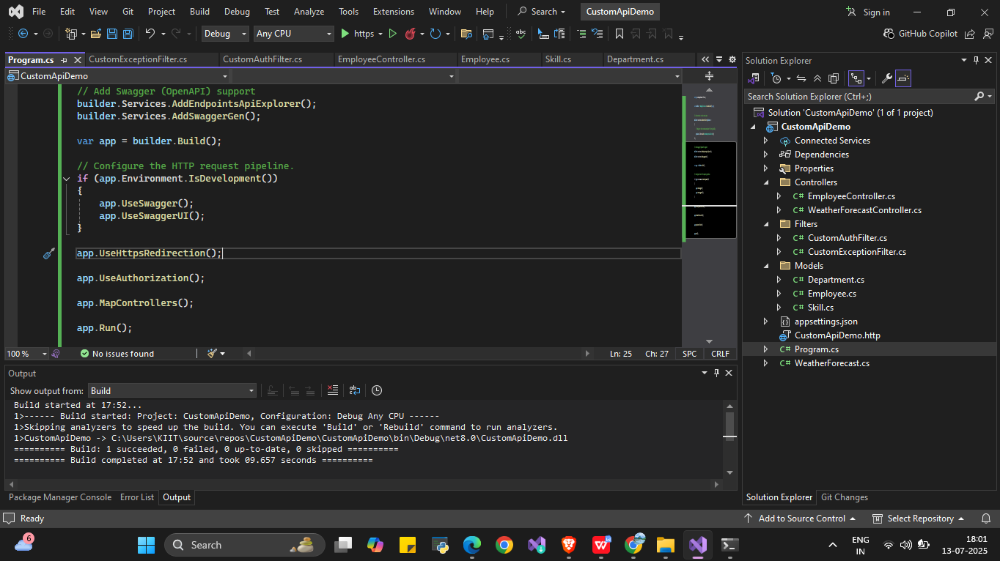 File Edit View Git Project Build Debug Test Analyze Tools Extensions Window Help Search CustomApiDemo Sign in
Debug Any CPU https GitHub Copilot
Program.cs CustomExceptionFilter.cs CustomAuthFilter.cs EmployeeController.cs Employee.cs Skill.cs Department.cs
CustomApiDemo
// Add Swagger (OpenAPI) support
builder.Services.AddEndpointsApiExplorer();
builder.Services.AddSwaggerGen();
var app = builder.Build();
// Configure the HTTP request pipeline.
if (app.Environment.IsDevelopment())
{
app.UseSwagger();
app.UseSwaggerUI();
}
app.UseHttpsRedirection();
app.UseAuthorization();
app.MapControllers();
app.Run();
100 % No issues found Ln: 25 Ch: 27 SPC CRLF
Output
Show output from: Build
Build started at 17:52...
1>------ Build started: Project: CustomApiDemo, Configuration: Debug Any CPU ------
1>Skipping analyzers to speed up the build. You can execute 'Build' or 'Rebuild' command to run analyzers.
1>CustomApiDemo -> C:\Users\KIIT\source\repos\CustomApiDemo\CustomApiDemo\bin\Debug\net8.0\CustomApiDemo.dll
========== Build: 1 succeeded, 0 failed, 0 up-to-date, 0 skipped ==========
========== Build completed at 17:52 and took 09.657 seconds ==========
Package Manager Console Error List Output
Solution Explorer
Search Solution Explorer (Ctrl+;)
Solution 'CustomApiDemo' (1 of 1 project)
CustomApiDemo
Connected Services
Dependencies
Properties
Controllers
C# EmployeeController.cs
C# WeatherForecastController.cs
Filters
C# CustomAuthFilter.cs
C# CustomExceptionFilter.cs
Models
C# Department.cs
C# Employee.cs
C# Skill.cs
appsettings.json
CustomApiDemo.http
C# Program.cs
C# WeatherForecast.cs
Solution Explorer Git Changes
Ready Add to Source Control Select Repository
6 Search ENG
IN
18:01
13-07-2025